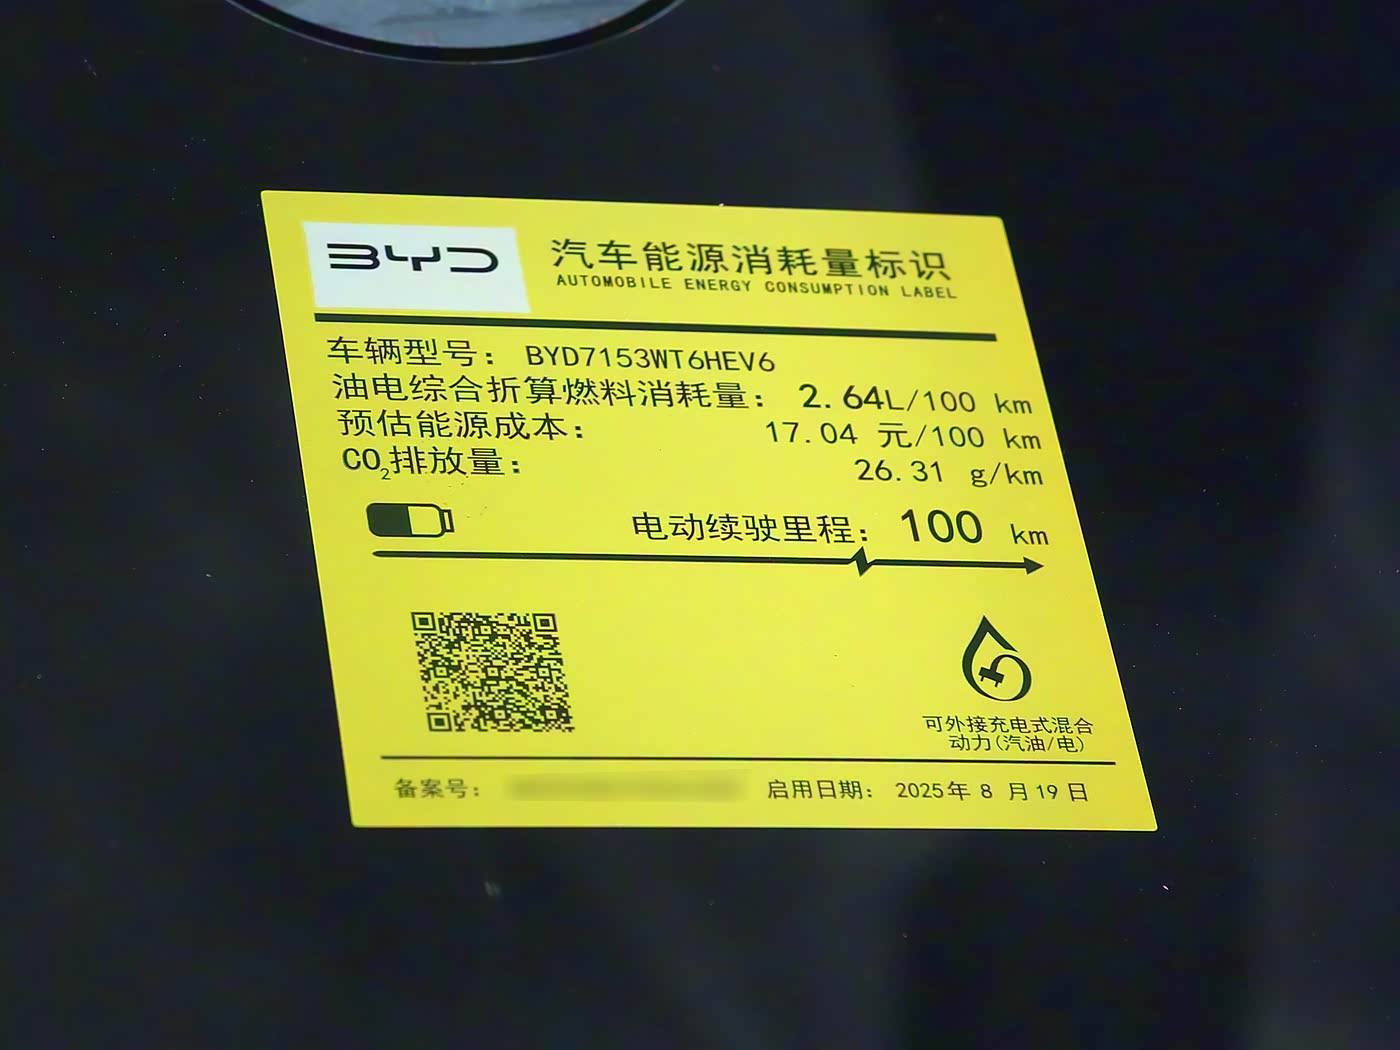 BYD
汽车能源消耗量标识
AUTOMOBILE ENERGY CONSUMPTION LABEL
车辆型号： BYD7153WT6HEV6
油电综合折算燃料消耗量： 2.64L/100 km
预估能源成本： 17.04 元/100 km
CO₂排放量： 26.31 g/km
电动续驶里程： 100 km
可外接充电式混合
动力(汽油/电)
备案号： 启用日期： 2025年 8 月 19 日